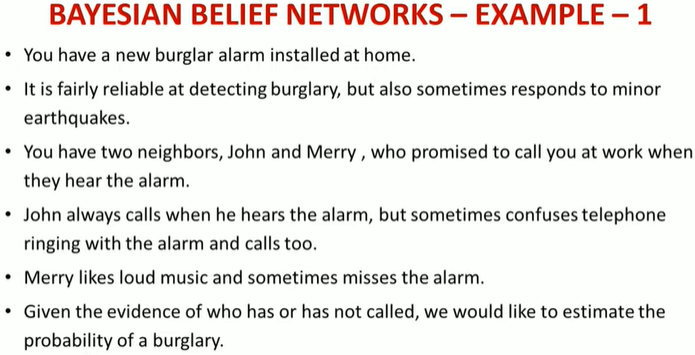 BAYESIAN BELIEF NETWORKS – EXAMPLE – 1
• You have a new burglar alarm installed at home.
• It is fairly reliable at detecting burglary, but also sometimes responds to minor
earthquakes.
• You have two neighbors, John and Merry , who promised to call you at work when
they hear the alarm.
• John always calls when he hears the alarm, but sometimes confuses telephone
ringing with the alarm and calls too.
• Merry likes loud music and sometimes misses the alarm.
• Given the evidence of who has or has not called, we would like to estimate the
probability of a burglary.